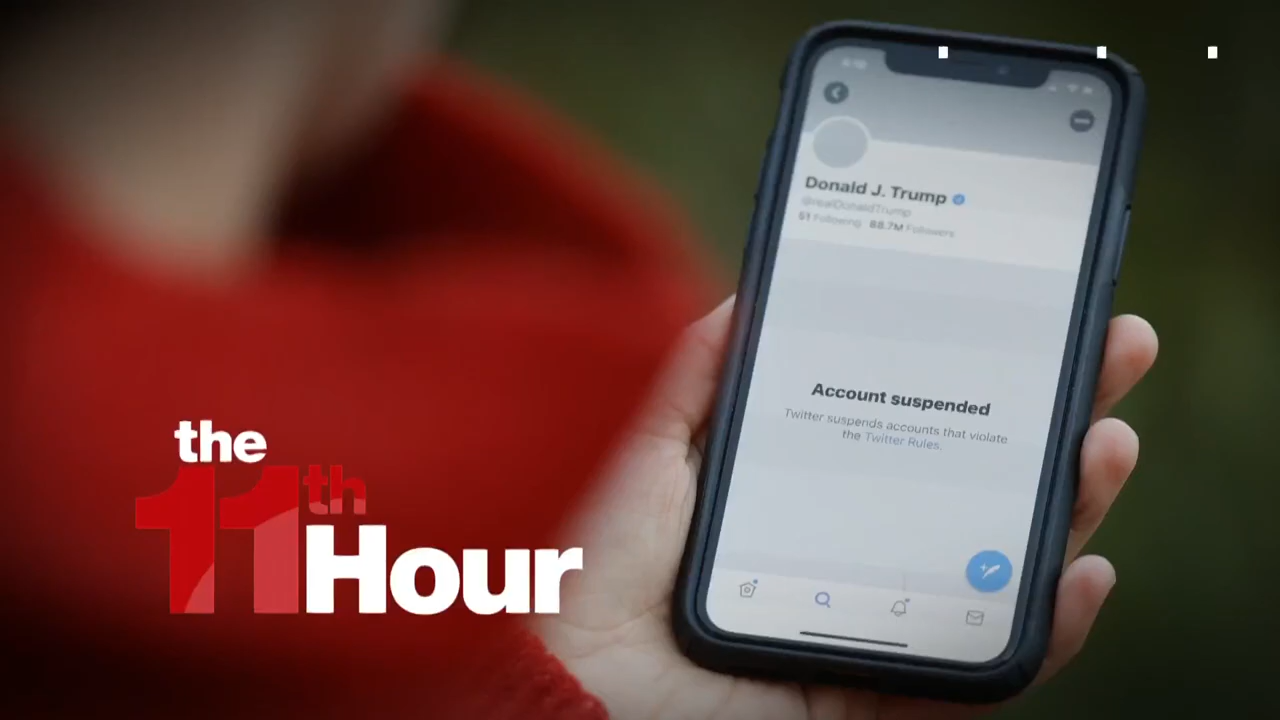 Donald J. Trump
@realDonaldTrump
51 Following 88.7M Followers
Account suspended
Twitter suspends accounts that violate
the Twitter Rules.
the
11th
Hour